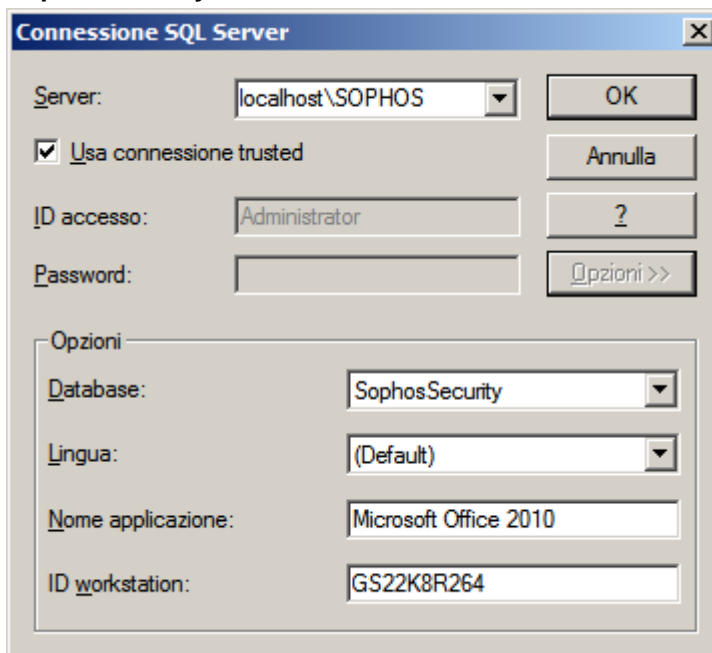 Connessione SQL Server
Server: localhost\SOPHOS OK
Usa connessione trusted Annulla
ID accesso: Administrator ?
Password: Opzioni >>
Opzioni
Database: SophosSecurity
Lingua: (Default)
Nome applicazione: Microsoft Office 2010
ID workstation: GS22K8R264